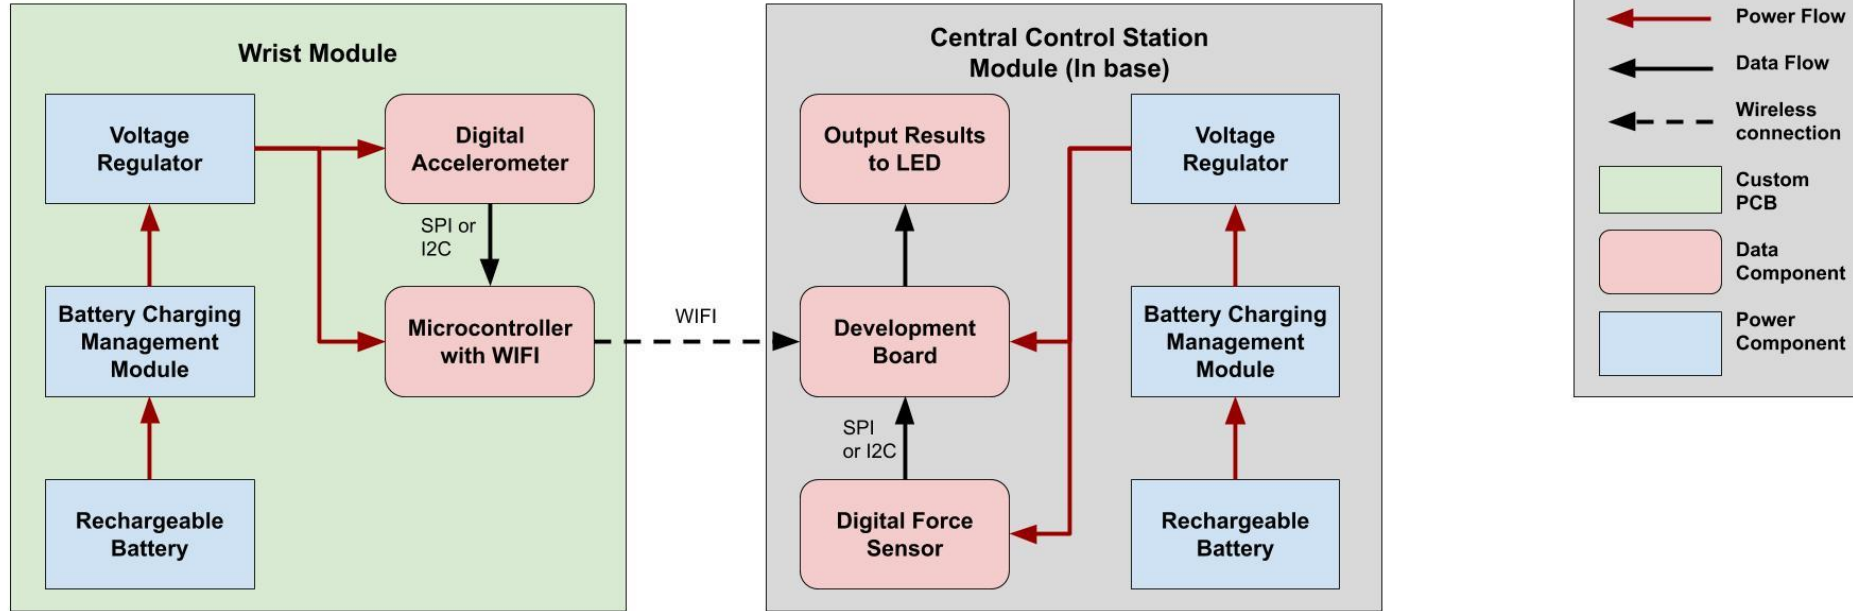 Wrist Module
Voltage
Regulator
Digital
Accelerometer
SPI or
I2C
Battery Charging
Management
Module
Microcontroller
with WIFI
Rechargeable
Battery
WIFI
Central Control Station
Module (In base)
Output Results
to LED
Voltage
Regulator
Development
Board
Battery Charging
Management
Module
SPI
or I2C
Digital Force
Sensor
Rechargeable
Battery
Power Flow
Data Flow
Wireless
connection
Custom
PCB
Data
Component
Power
Component